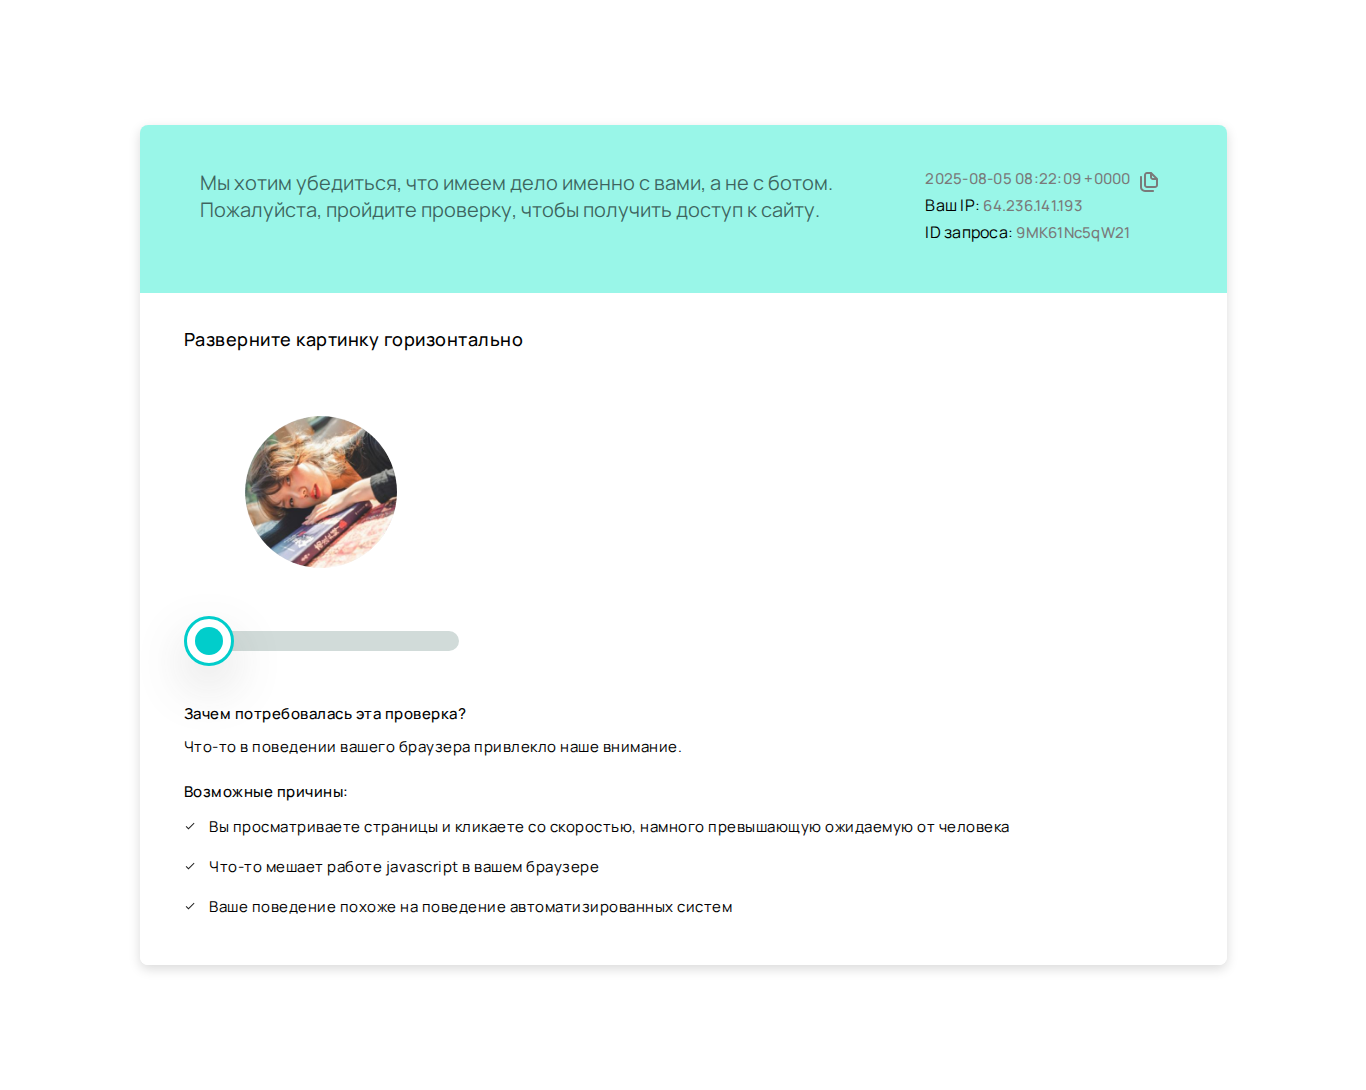 Мы хотим убедиться, что имеем дело именно с вами, а не с ботом.
Пожалуйста, пройдите проверку, чтобы получить доступ к сайту.
2025-08-05 08:22:09 +0000
Ваш IP: 64.236.141.193
ID запроса: 9MK61Nc5qW21
Разверните картинку горизонтально
Зачем потребовалась эта проверка?
Что-то в поведении вашего браузера привлекло наше внимание.
Возможные причины:
Вы просматриваете страницы и кликаете со скоростью, намного превышающую ожидаемую от человека
Что-то мешает работе javascript в вашем браузере
Ваше поведение похоже на поведение автоматизированных систем